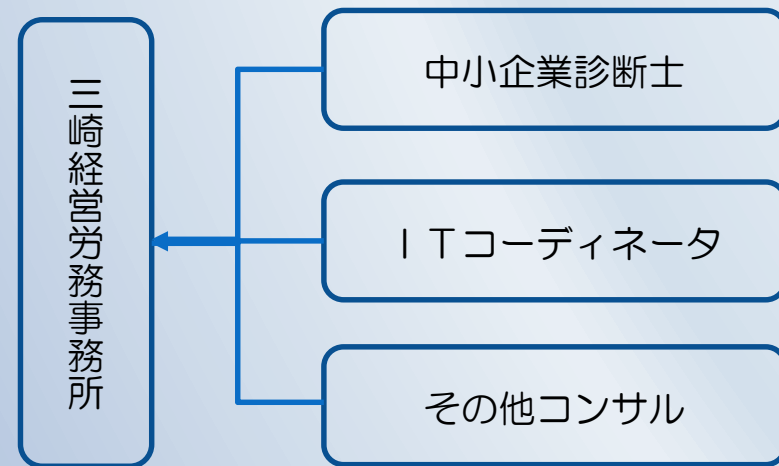 三崎経営労務事務所
中小企業診断士
ＩＴコーディネータ
その他コンサル